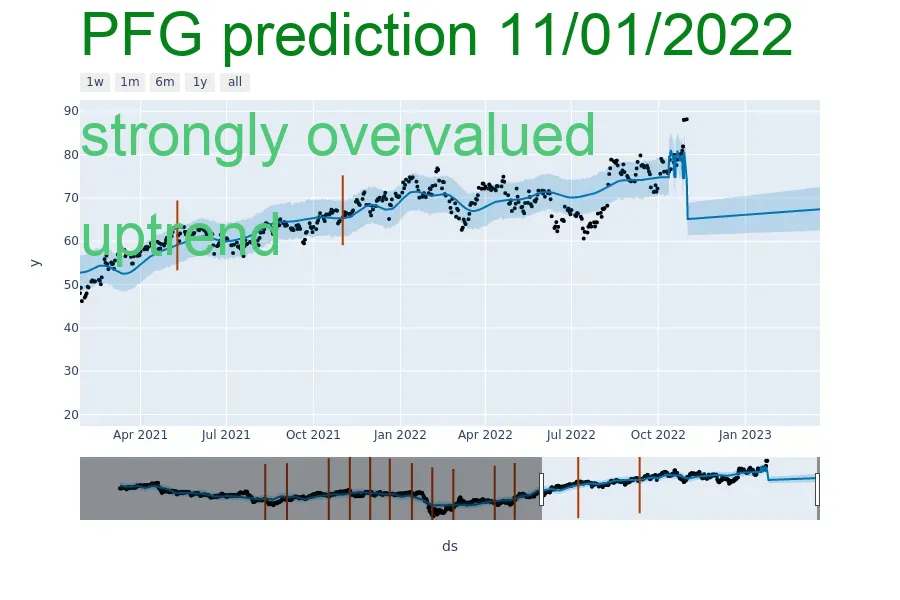 PFG prediction 11/01/2022
1w 1m 6m 1y all
strongly overvalued
uptrend
90
80
70
60
50
40
30
20
y
Apr 2021 Jul 2021 Oct 2021 Jan 2022 Apr 2022 Jul 2022 Oct 2022 Jan 2023
ds